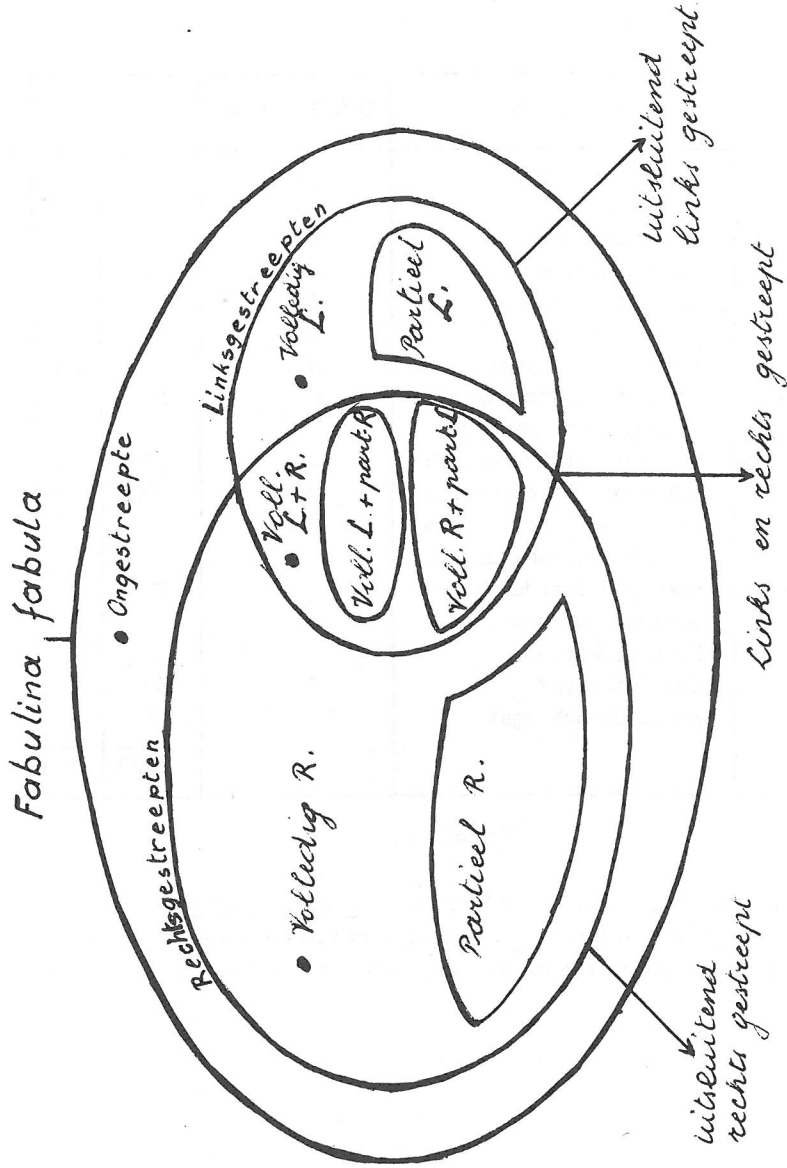 Fabulina fabula
• Ongestreepte
Rechtsgestreepten
Linksgestreepten
• Volledig R.
Partieel R.
• Voll.
L + R.
Voll. L + part. R
Voll. R + part. L
• Volledig
L.
Partieel
L.
uitsluitend
rechts gestreept
Links en rechts gestreept
uitsluitend
links gestreept